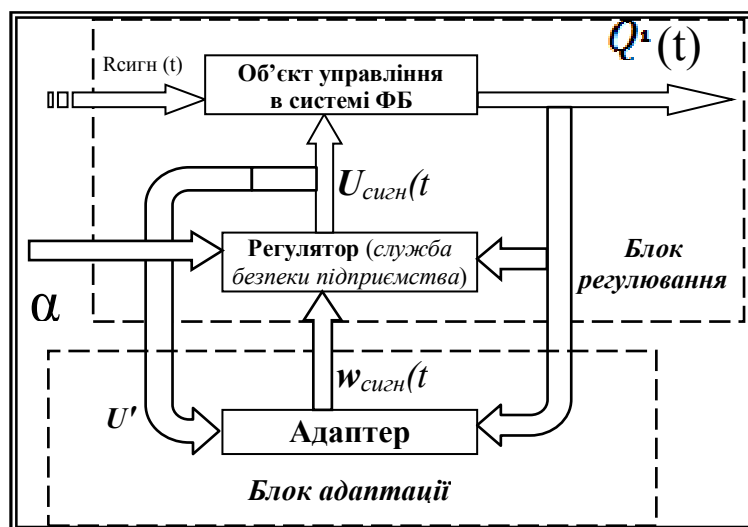 Q¹(t)
Rсигн (t)
Об’єкт управління
в системі ФБ
Uсигн(t
Регулятор (служба
безпеки підприємства)
Блок
регулювання
α
wсигн(t
U'
Адаптер
Блок адаптації